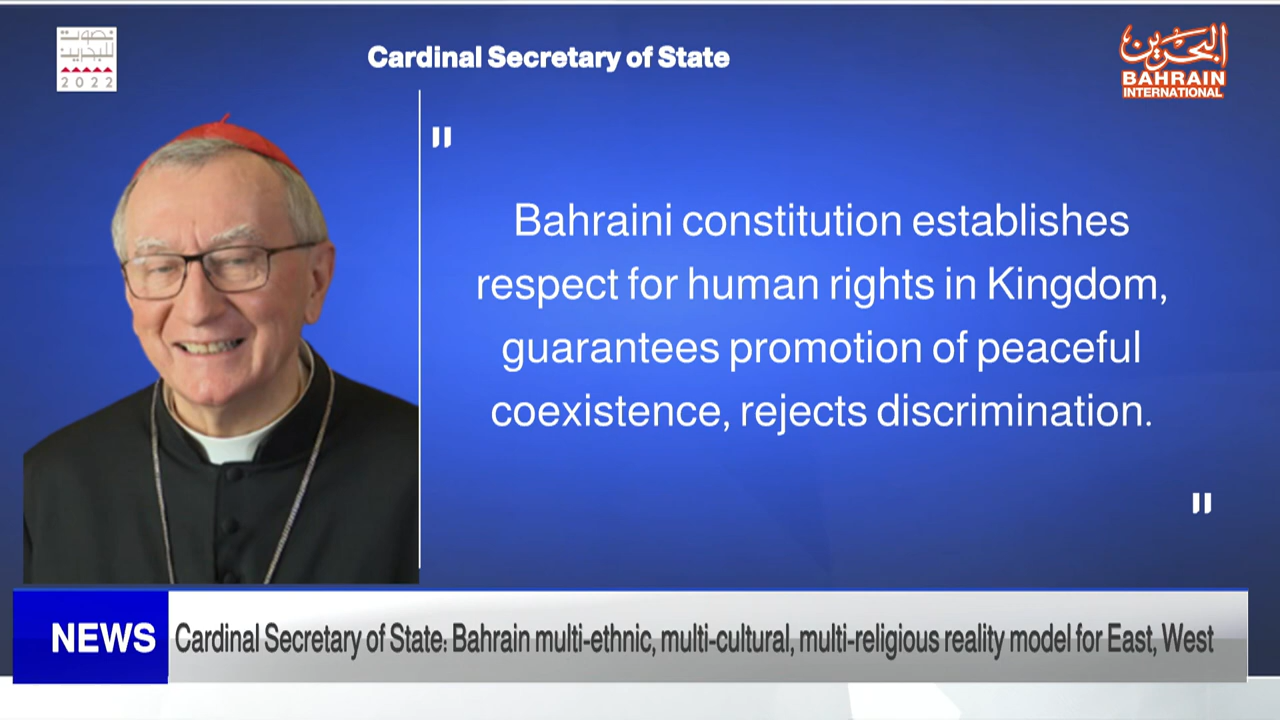 نصوت
للبحرين
2022
Cardinal Secretary of State
البحرين
BAHRAIN
INTERNATIONAL
"
Bahraini constitution establishes
respect for human rights in Kingdom,
guarantees promotion of peaceful
coexistence, rejects discrimination.
"
NEWS
Cardinal Secretary of State: Bahrain multi-ethnic, multi-cultural, multi-religious reality model for East, West